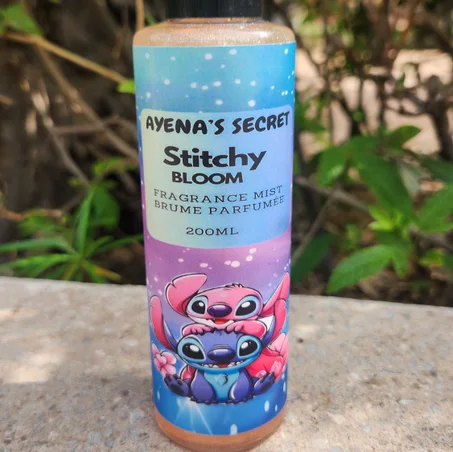 AYENA'S SECRET
Stitchy
BLOOM
FRAGRANCE MIST
BRUME PARFUMÉE
200ML